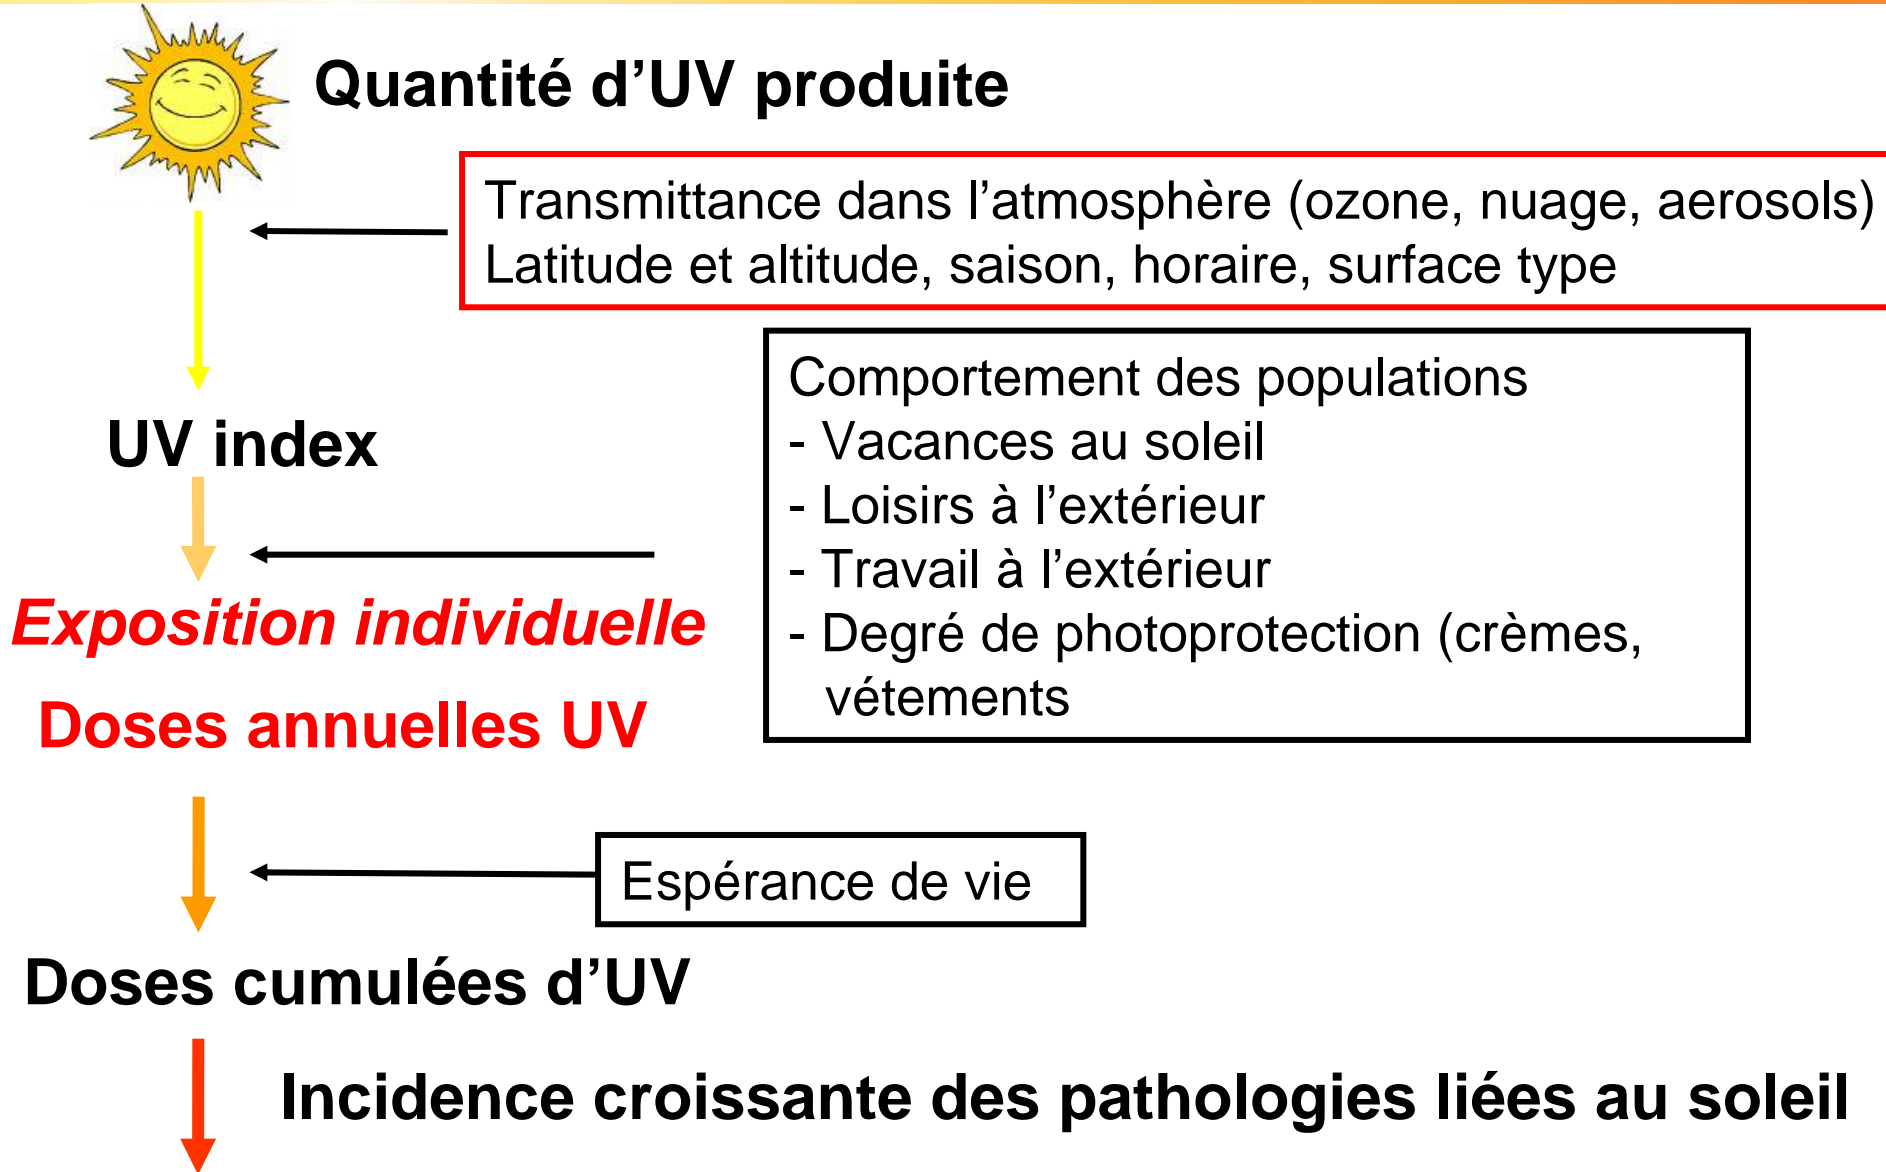 Quantité d’UV produite
Transmittance dans l’atmosphère (ozone, nuage, aerosols)
Latitude et altitude, saison, horaire, surface type
UV index
Comportement des populations
- Vacances au soleil
- Loisirs à l’extérieur
- Travail à l’extérieur
- Degré de photoprotection (crèmes,
vétements
Exposition individuelle
Doses annuelles UV
Espérance de vie
Doses cumulées d’UV
Incidence croissante des pathologies liées au soleil